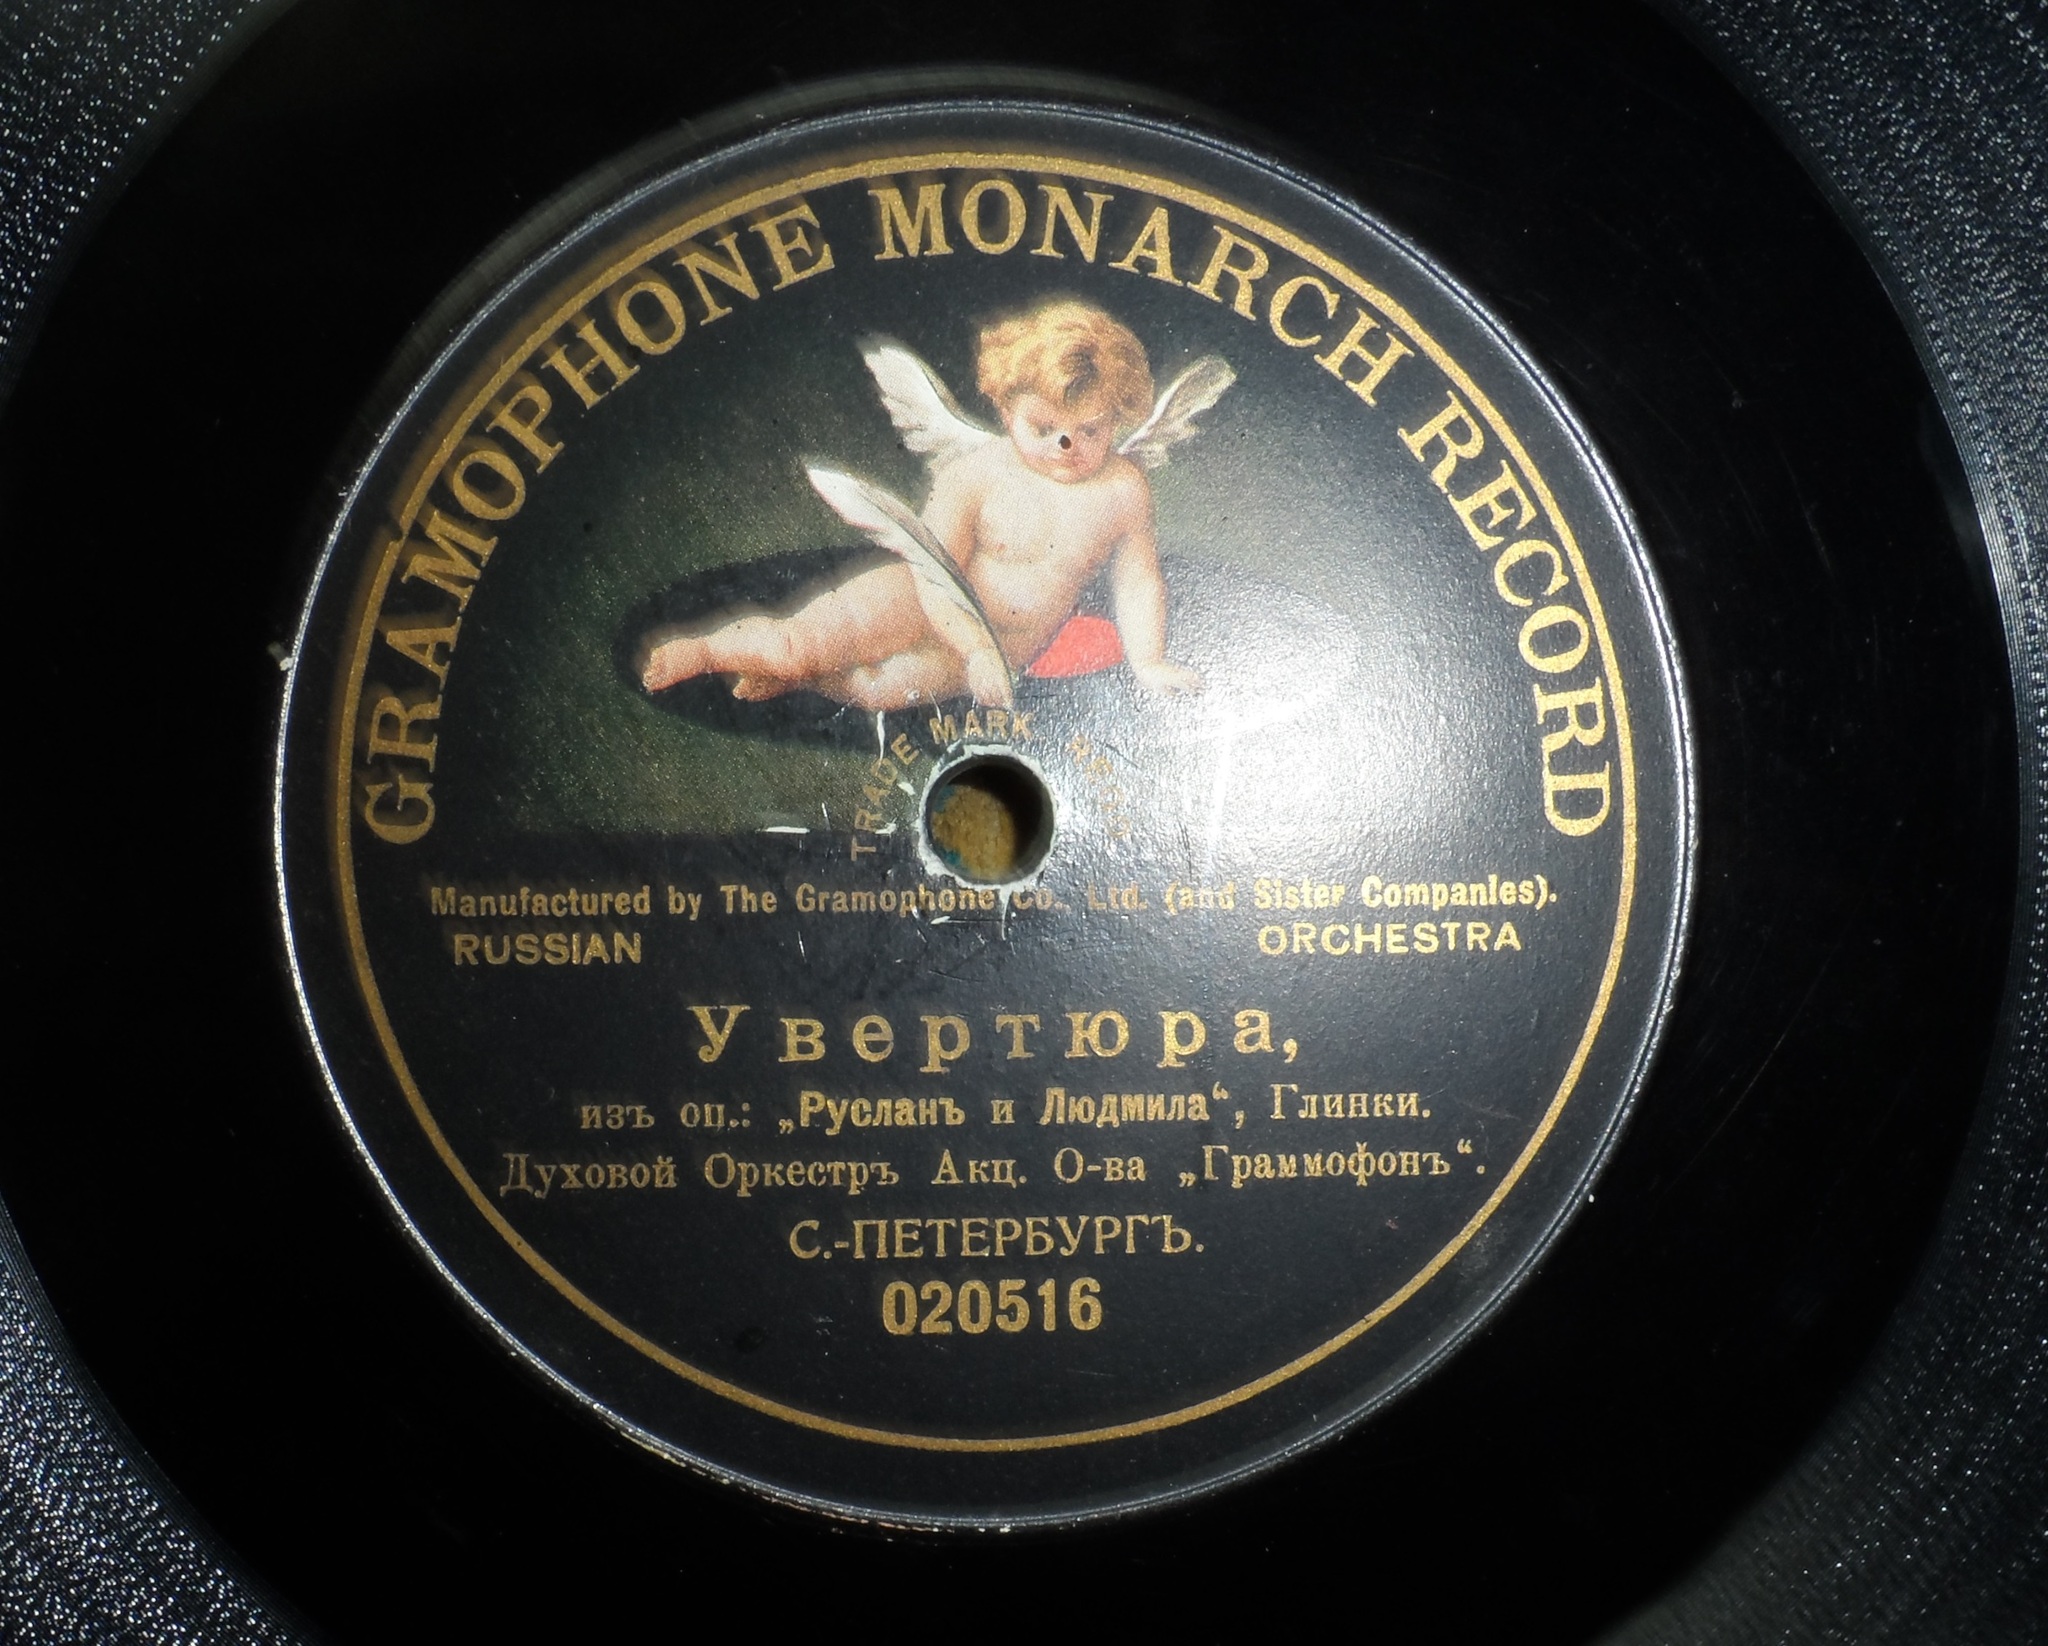 GRAMOPHONE MONARCH RECORD
TRADE MARK REGD
Manufactured by The Gramophone Co., Ltd. (and Sister Companies).
RUSSIAN ORCHESTRA
Увертюра,
изъ оп.: „Русланъ и Людмила“, Глинки.
Духовой Оркестръ Акц. О-ва „Граммофонъ“.
С.-ПЕТЕРБУРГЪ.
020516